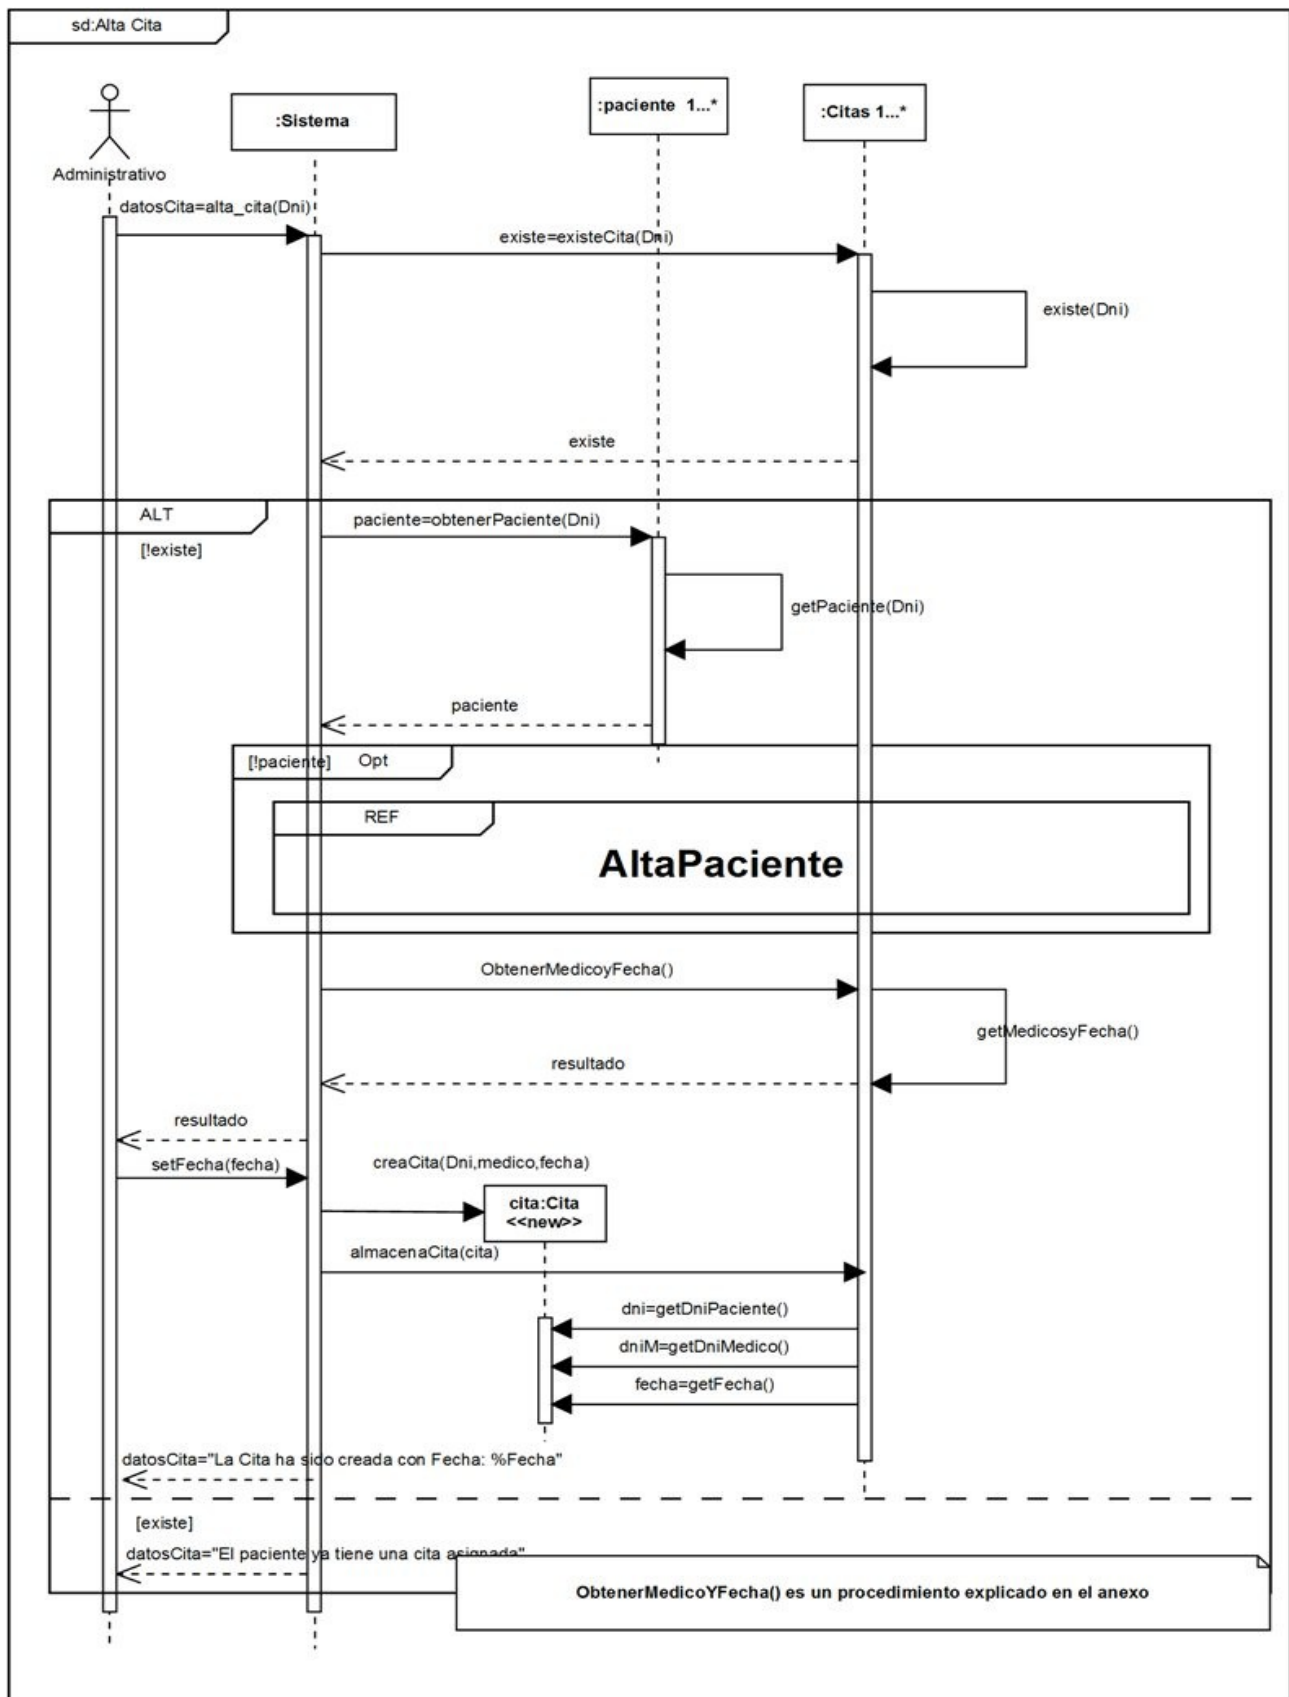 sd:Alta Cita
:Sistema
:paciente 1...*
:Citas 1...*
Administrativo
datosCita=alta_cita(Dni)
existe=existeCita(Dni)
existe(Dni)
existe
ALT
[!existe]
paciente=obtenerPaciente(Dni)
getPaciente(Dni)
paciente
[!paciente] Opt
REF
AltaPaciente
ObtenerMedicoyFecha()
getMedicosyFecha()
resultado
resultado
setFecha(fecha)
creaCita(Dni,medico,fecha)
cita:Cita
<<new>>
almacenaCita(cita)
dni=getDniPaciente()
dniM=getDniMedico()
fecha=getFecha()
datosCita="La Cita ha sido creada con Fecha: %Fecha"
[existe]
datosCita="El paciente ya tiene una cita asignada"
ObtenerMedicoYFecha() es un procedimiento explicado en el anexo